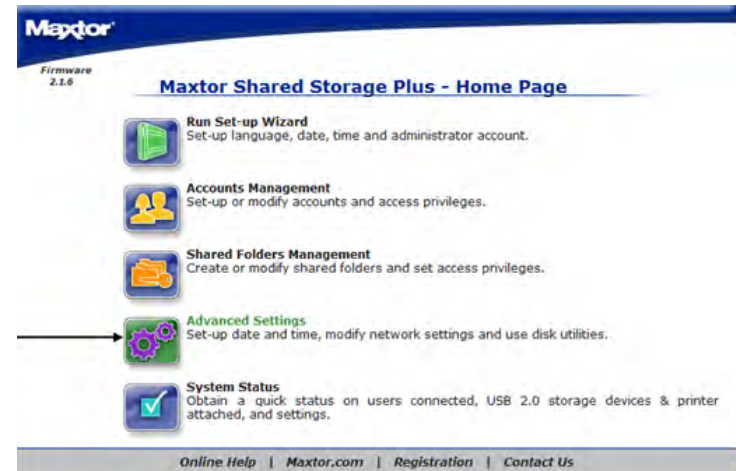 Maxtor
Firmware
2.1.6
Maxtor Shared Storage Plus - Home Page
Run Set-up Wizard
Set-up language, date, time and administrator account.
Accounts Management
Set-up or modify accounts and access privileges.
Shared Folders Management
Create or modify shared folders and set access privileges.
Advanced Settings
Set-up date and time, modify network settings and use disk utilities.
System Status
Obtain a quick status on users connected, USB 2.0 storage devices & printer
attached, and settings.
Online Help | Maxtor.com | Registration | Contact Us